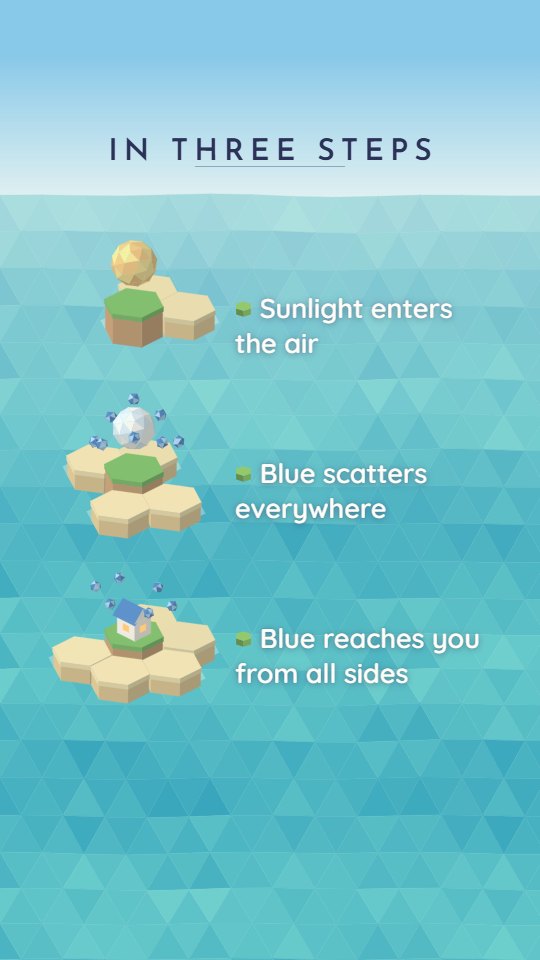 IN THREE STEPS
Sunlight enters
the air
Blue scatters
everywhere
Blue reaches you
from all sides